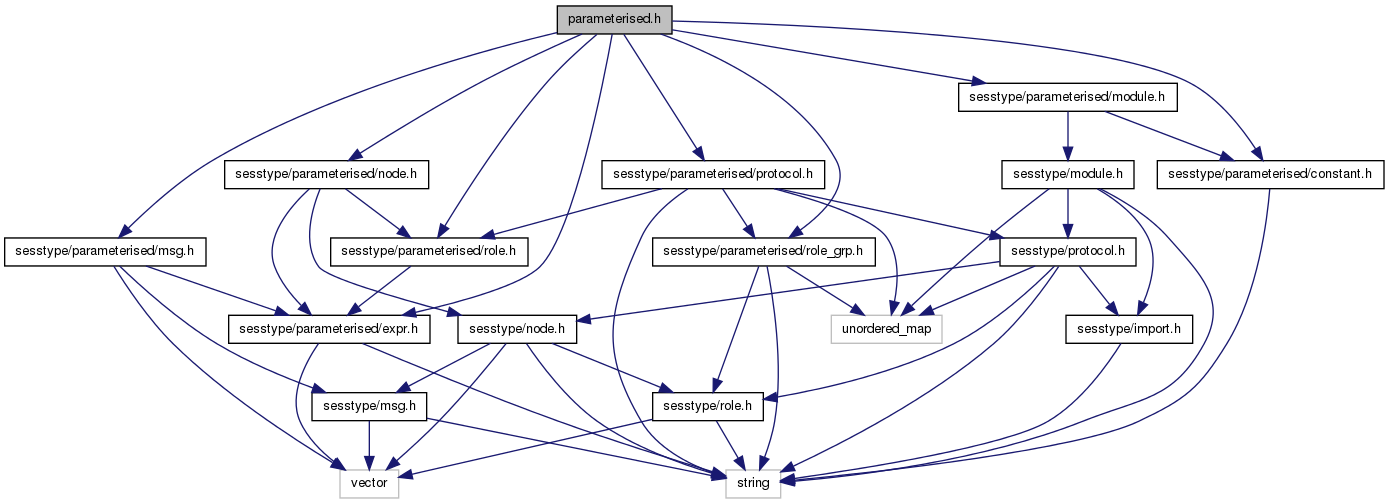 parameterised.h
sesstype/parameterised/module.h
sesstype/parameterised/node.h
sesstype/parameterised/protocol.h
sesstype/module.h
sesstype/parameterised/constant.h
sesstype/parameterised/msg.h
sesstype/parameterised/role.h
sesstype/parameterised/role_grp.h
sesstype/protocol.h
sesstype/parameterised/expr.h
sesstype/node.h
unordered_map
sesstype/import.h
sesstype/msg.h
sesstype/role.h
vector
string